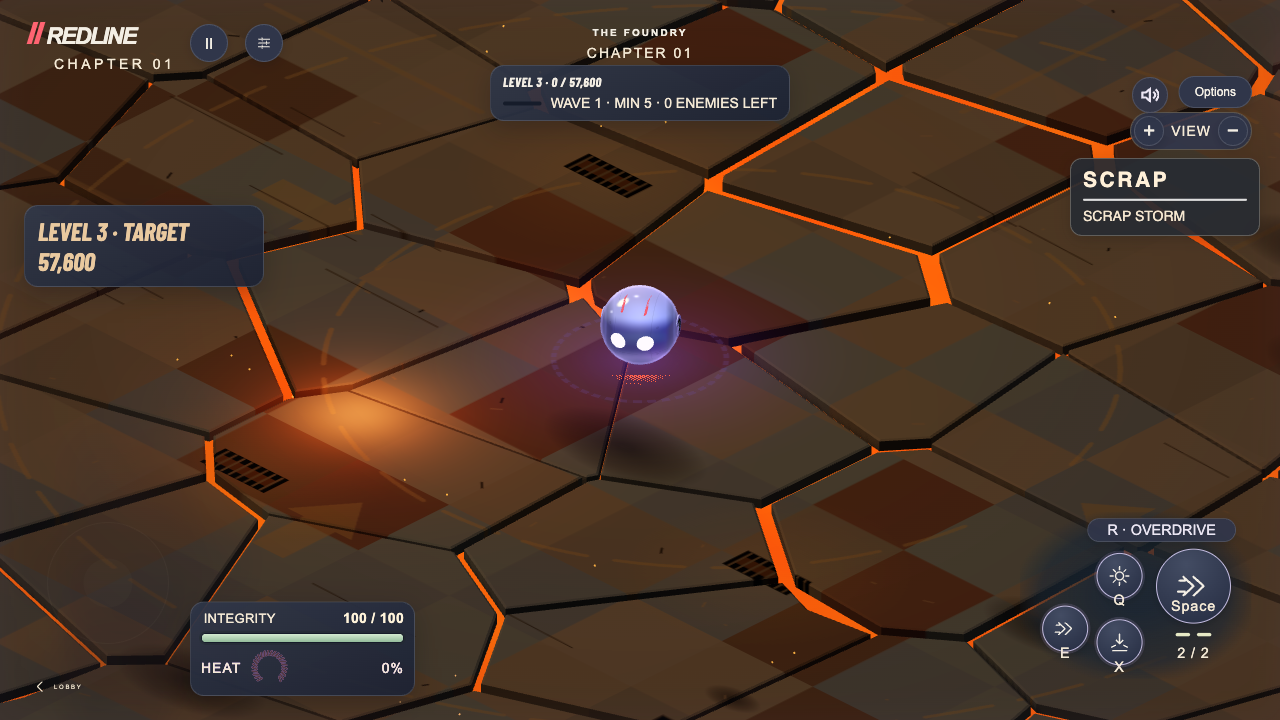 REDLINE
CHAPTER 01
THE FOUNDRY
CHAPTER 01
LEVEL 3 · 0 / 57,600
WAVE 1 · MIN 5 · 0 ENEMIES LEFT
Options
+ VIEW −
SCRAP
SCRAP STORM
LEVEL 3 · TARGET
57,600
R · OVERDRIVE
Q
Space
E
X
2 / 2
INTEGRITY 100 / 100
HEAT 0%
LOBBY